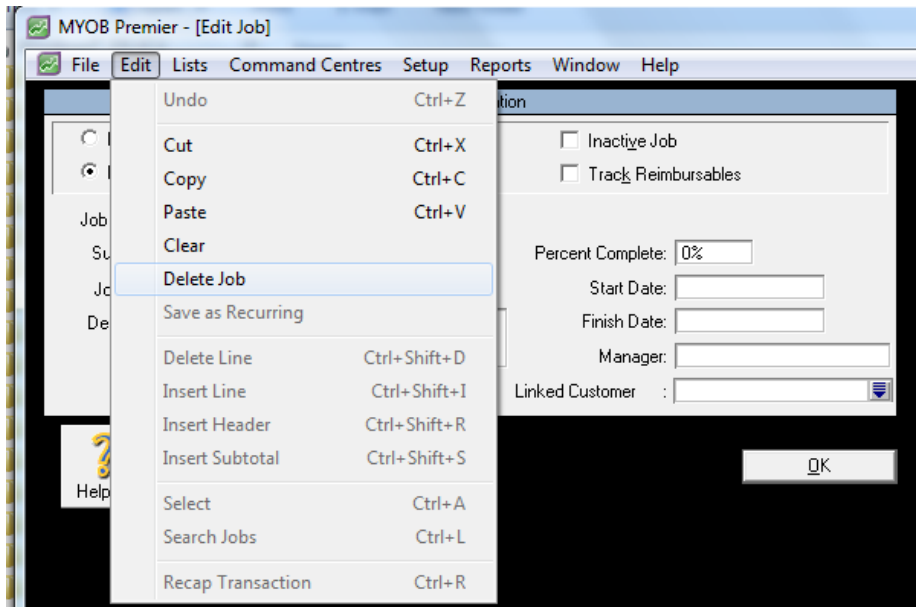 MYOB Premier - [Edit Job]
File Edit Lists Command Centres Setup Reports Window Help
Undo Ctrl+Z
Cut Ctrl+X
Inactive Job
Copy Ctrl+C
Track Reimbursables
Paste Ctrl+V
Job
Clear
Percent Complete: 0%
Delete Job
Start Date:
Save as Recurring
Finish Date:
Delete Line Ctrl+Shift+D
Manager:
Insert Line Ctrl+Shift+I
Linked Customer :
Insert Header Ctrl+Shift+R
Insert Subtotal Ctrl+Shift+S
OK
Help
Select Ctrl+A
Search Jobs Ctrl+L
Recap Transaction Ctrl+R